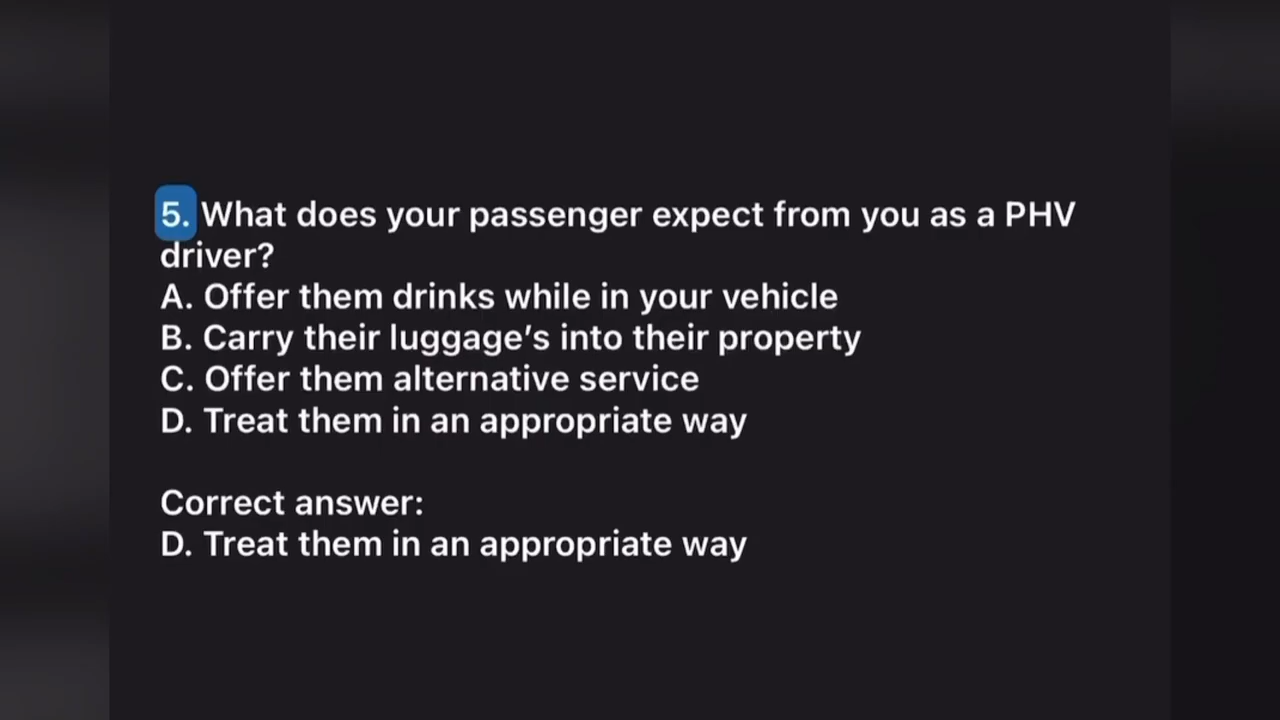 5. What does your passenger expect from you as a PHV
driver?
A. Offer them drinks while in your vehicle
B. Carry their luggage’s into their property
C. Offer them alternative service
D. Treat them in an appropriate way
Correct answer:
D. Treat them in an appropriate way